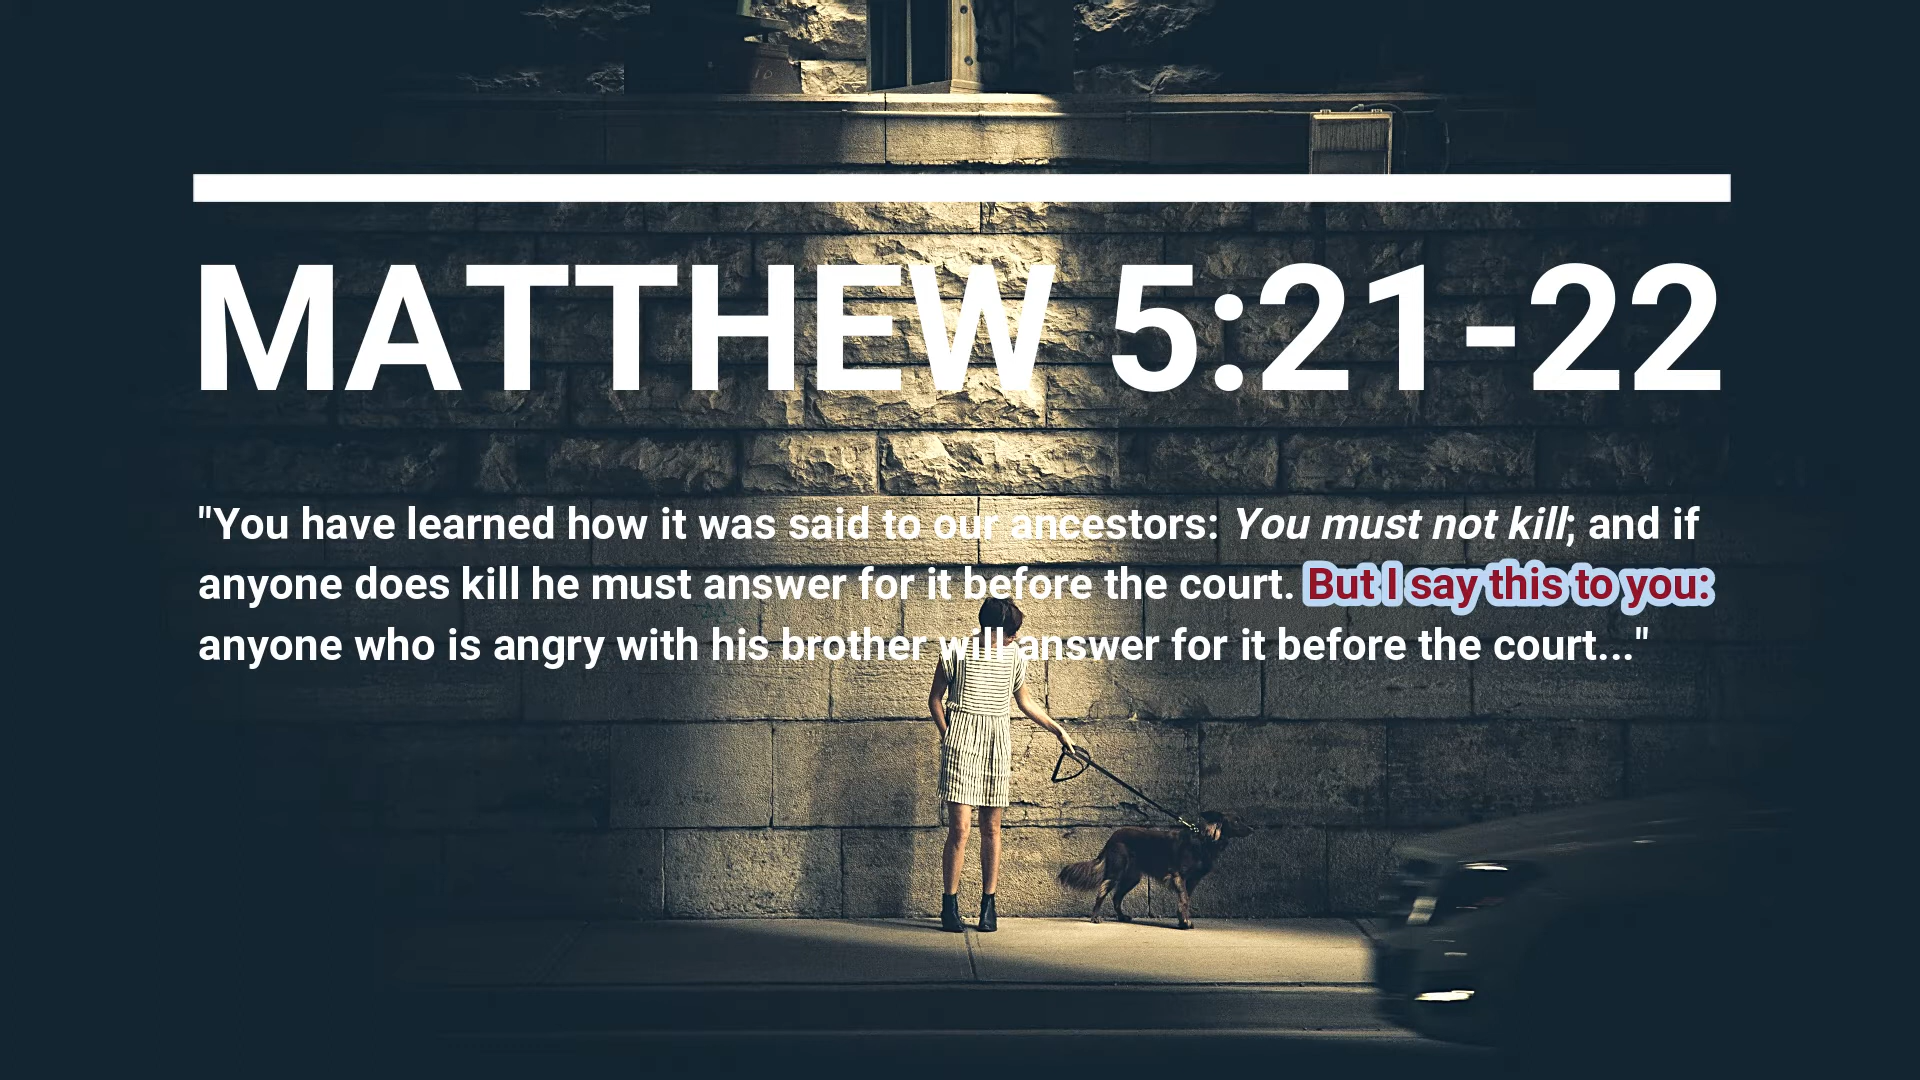 MATTHEW 5:21-22
"You have learned how it was said to our ancestors: You must not kill; and if
anyone does kill he must answer for it before the court. But I say this to you:
anyone who is angry with his brother will answer for it before the court..."